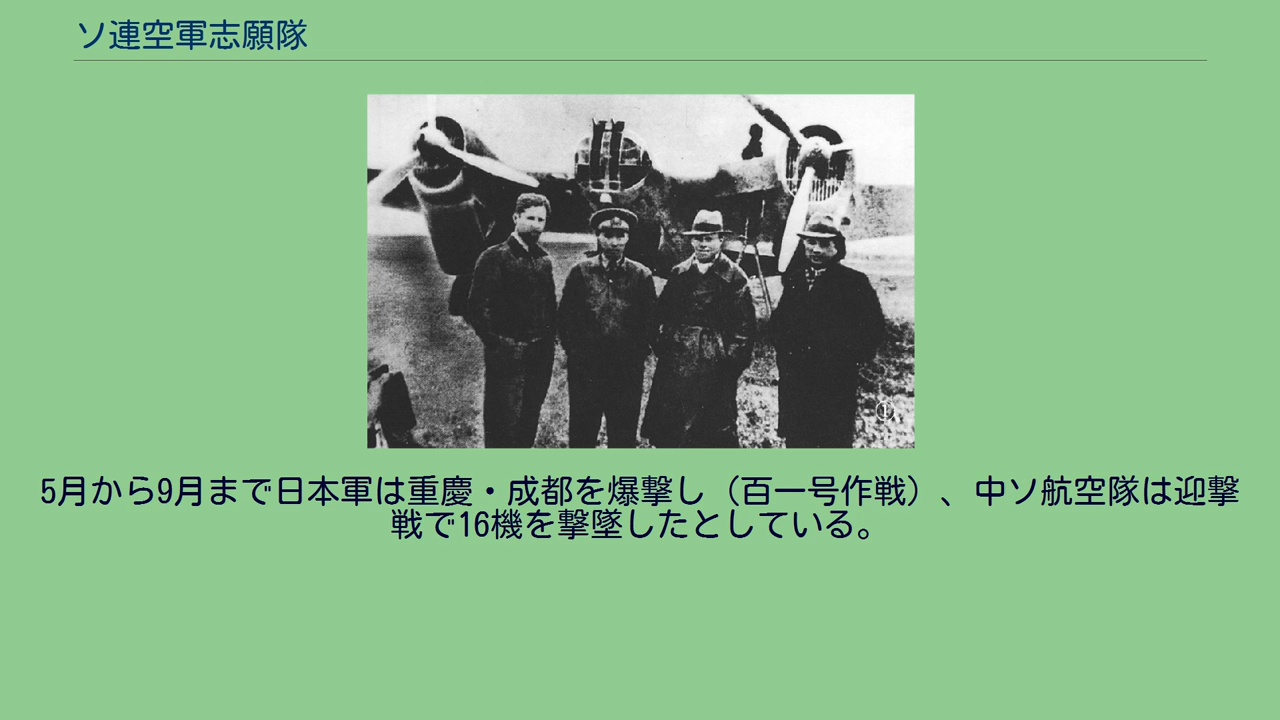 ソ連空軍志願隊
①
5月から9月まで日本軍は重慶・成都を爆撃し（百一号作戦）、中ソ航空隊は迎撃
戦で16機を撃墜したとしている。